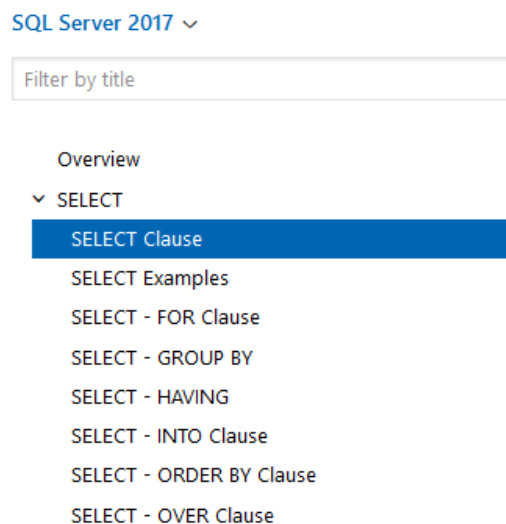 SQL Server 2017
Filter by title
Overview
SELECT
SELECT Clause
SELECT Examples
SELECT - FOR Clause
SELECT - GROUP BY
SELECT - HAVING
SELECT - INTO Clause
SELECT - ORDER BY Clause
SELECT - OVER Clause